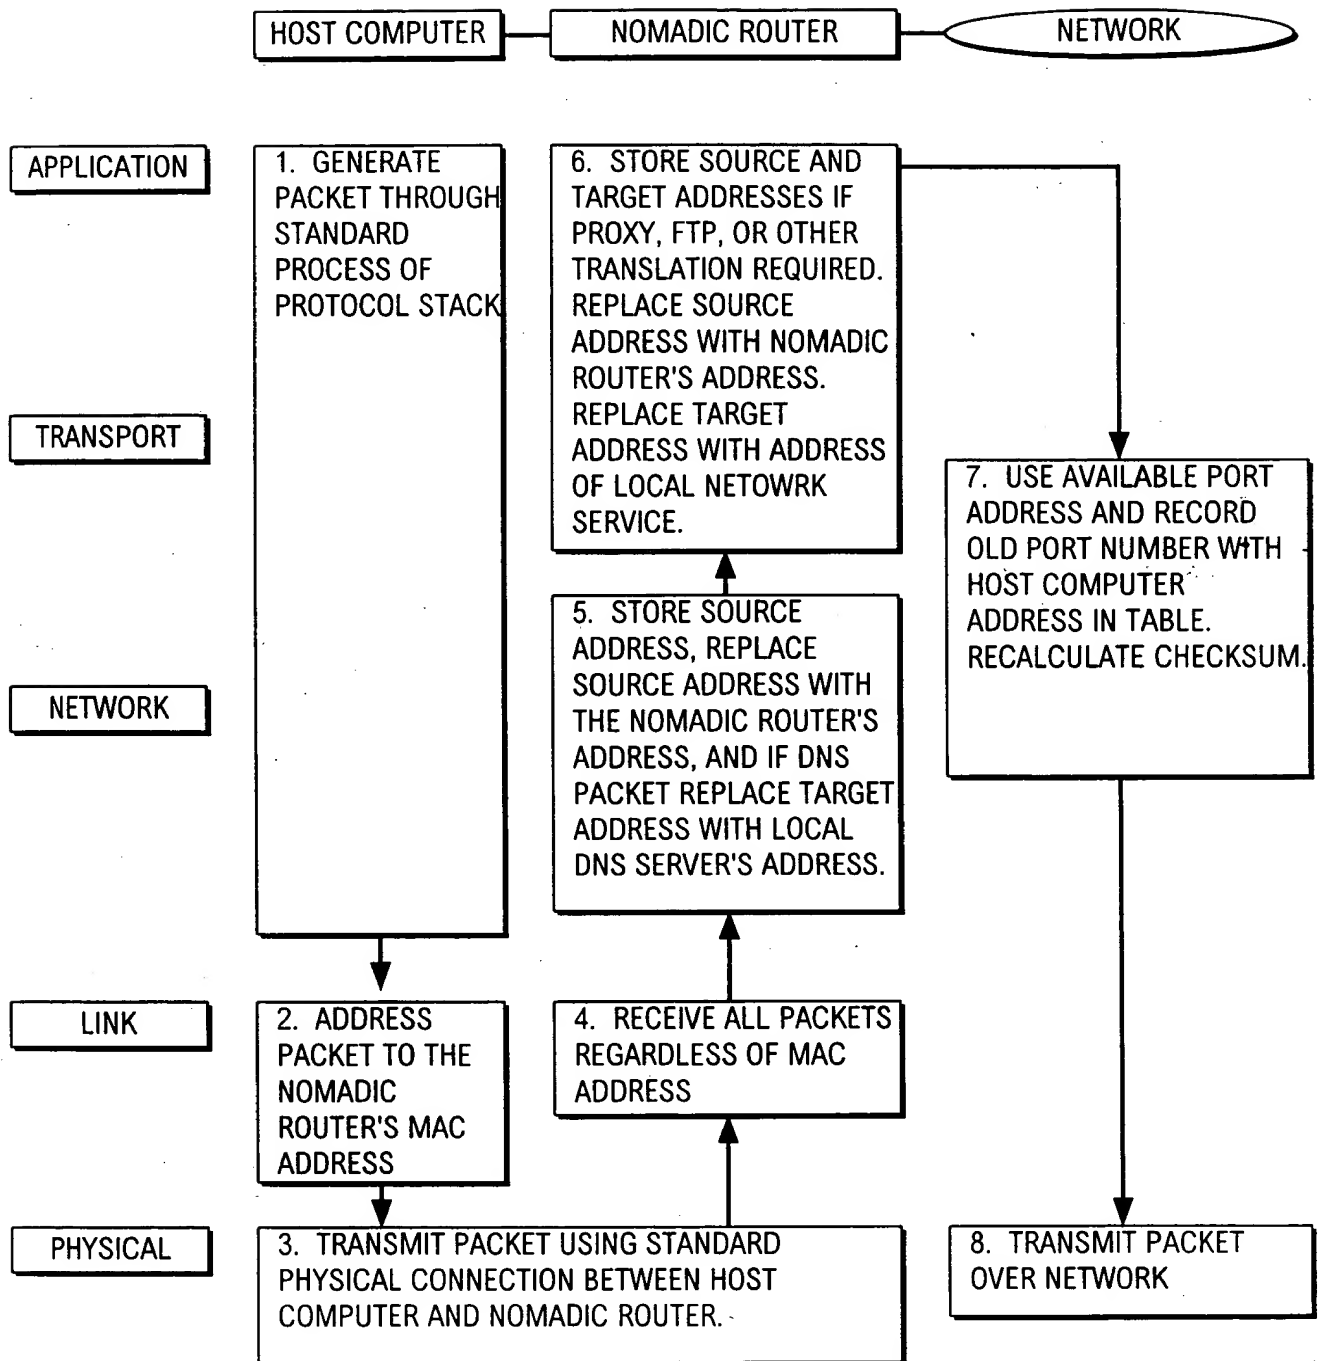 HOST COMPUTER
NOMADIC ROUTER
NETWORK
APPLICATION
TRANSPORT
NETWORK
LINK
PHYSICAL
1. GENERATE
PACKET THROUGH
STANDARD
PROCESS OF
PROTOCOL STACK
2. ADDRESS
PACKET TO THE
NOMADIC
ROUTER'S MAC
ADDRESS
3. TRANSMIT PACKET USING STANDARD
PHYSICAL CONNECTION BETWEEN HOST
COMPUTER AND NOMADIC ROUTER.
4. RECEIVE ALL PACKETS
REGARDLESS OF MAC
ADDRESS
5. STORE SOURCE
ADDRESS, REPLACE
SOURCE ADDRESS WITH
THE NOMADIC ROUTER'S
ADDRESS, AND IF DNS
PACKET REPLACE TARGET
ADDRESS WITH LOCAL
DNS SERVER'S ADDRESS.
6. STORE SOURCE AND
TARGET ADDRESSES IF
PROXY, FTP, OR OTHER
TRANSLATION REQUIRED.
REPLACE SOURCE
ADDRESS WITH NOMADIC
ROUTER'S ADDRESS.
REPLACE TARGET
ADDRESS WITH ADDRESS
OF LOCAL NETOWRK
SERVICE.
7. USE AVAILABLE PORT
ADDRESS AND RECORD
OLD PORT NUMBER WITH
HOST COMPUTER
ADDRESS IN TABLE.
RECALCULATE CHECKSUM.
8. TRANSMIT PACKET
OVER NETWORK